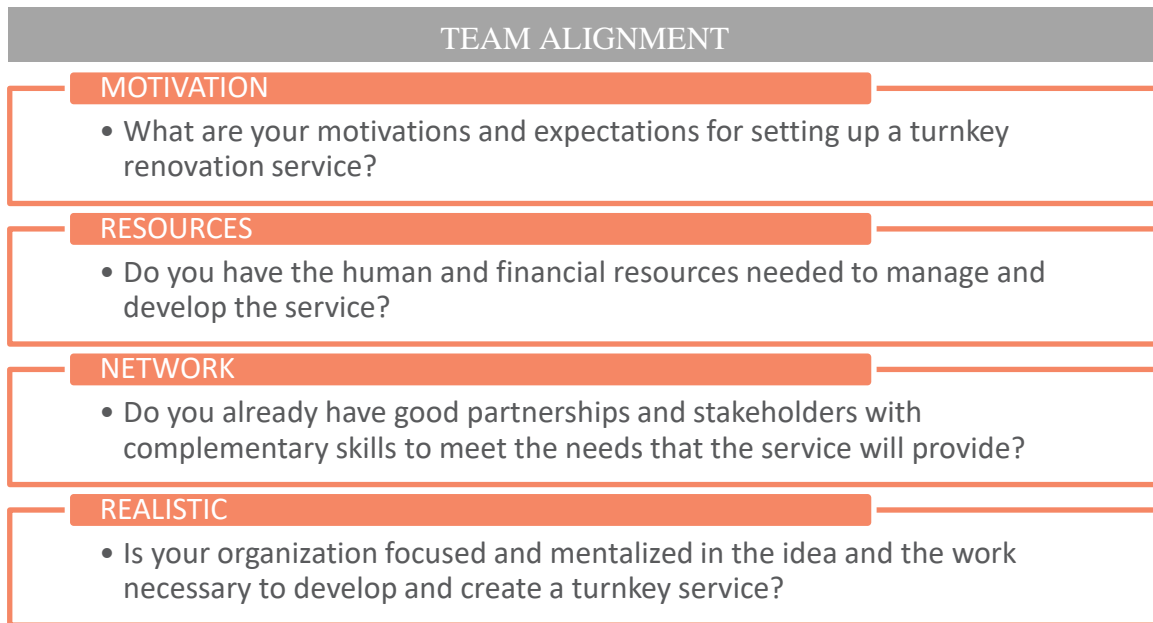 TEAM ALIGNMENT
MOTIVATION
• What are your motivations and expectations for setting up a turnkey
renovation service?
RESOURCES
• Do you have the human and financial resources needed to manage and
develop the service?
NETWORK
• Do you already have good partnerships and stakeholders with
complementary skills to meet the needs that the service will provide?
REALISTIC
• Is your organization focused and mentalized in the idea and the work
necessary to develop and create a turnkey service?